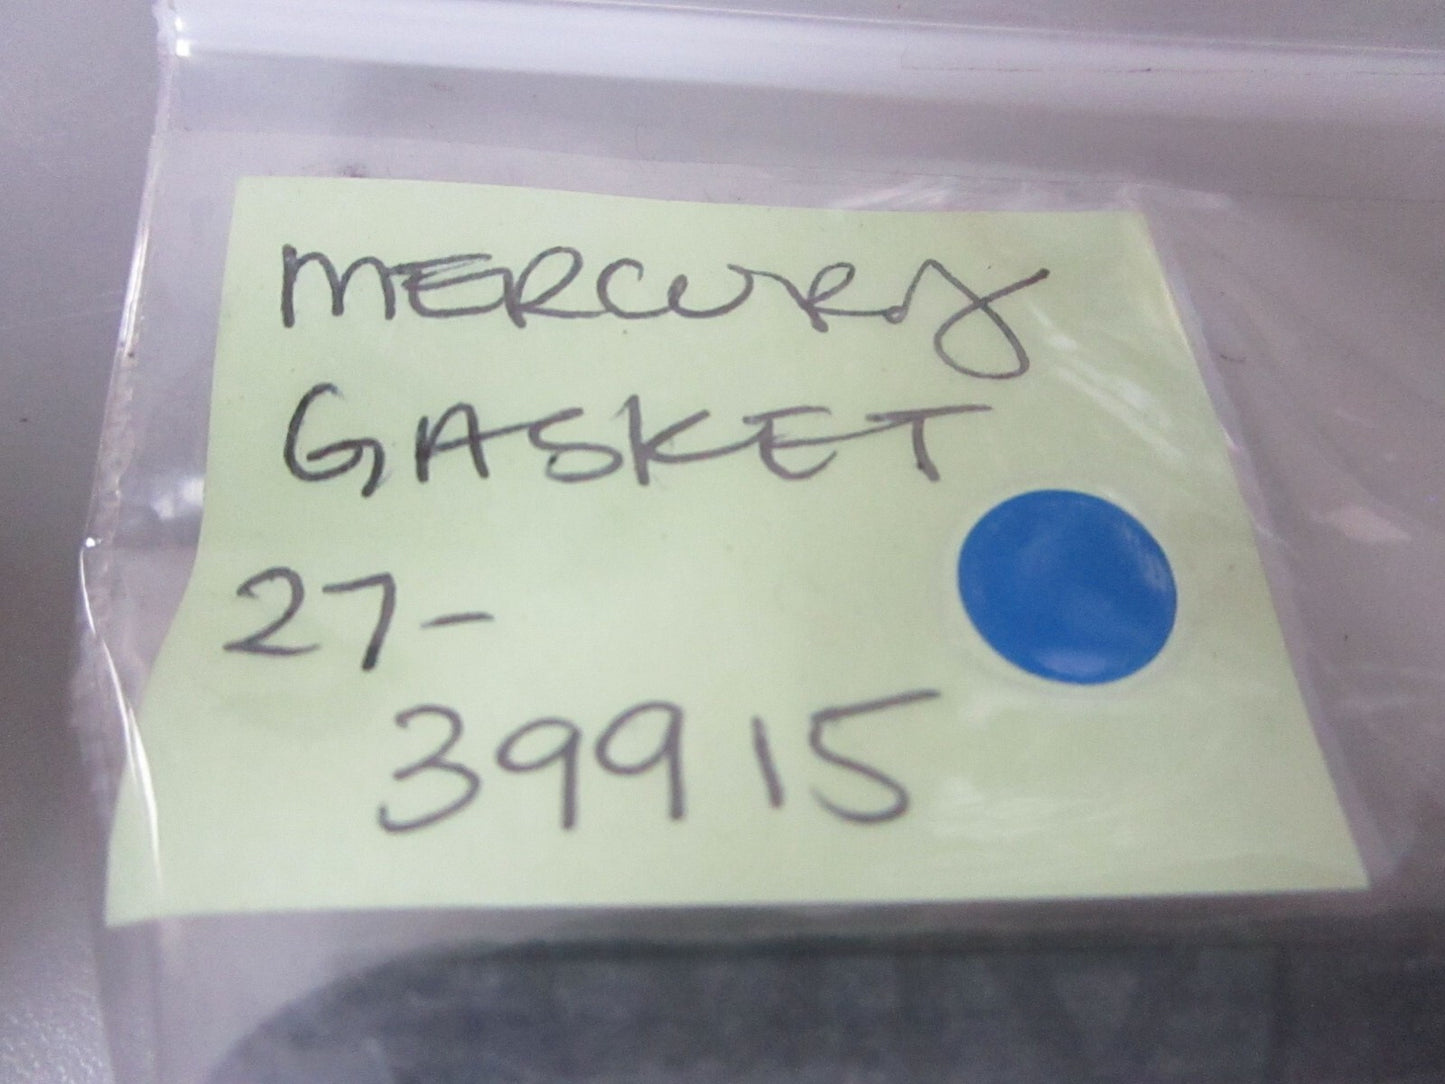 MERCURY
GASKET
27-
39915